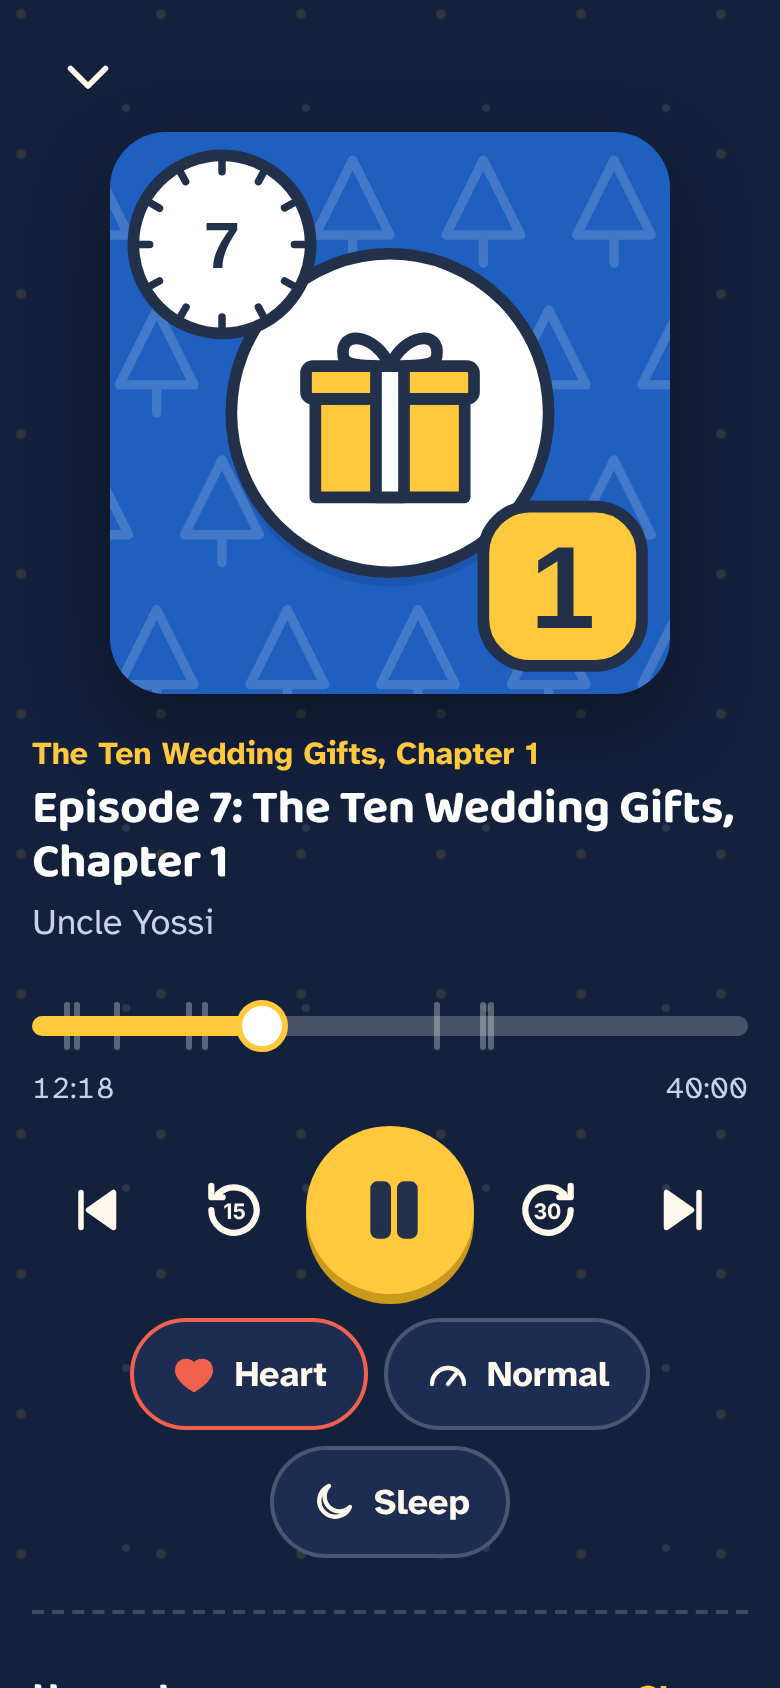 7
1
The Ten Wedding Gifts, Chapter 1
Episode 7: The Ten Wedding Gifts,
Chapter 1
Uncle Yossi
12:18 40:00
15 30
Heart Normal
Sleep